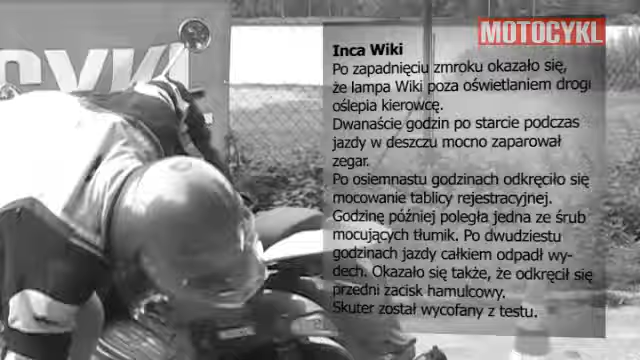 MOTOCYKL
CYKL
Inca Wiki
Po zapadnięciu zmroku okazało się,
że lampa Wiki poza oświetlaniem drogi
oślepia kierowcę.
Dwanaście godzin po starcie podczas
jazdy w deszczu mocno zaparował
zegar.
Po osiemnastu godzinach odkręciło się
mocowanie tablicy rejestracyjnej.
Godzinę później poległa jedna ze śrub
mocujących tłumik. Po dwudziestu
godzinach jazdy całkiem odpadł wy-
dech. Okazało się także, że odkręcił się
przedni zacisk hamulcowy.
Skuter został wycofany z testu.